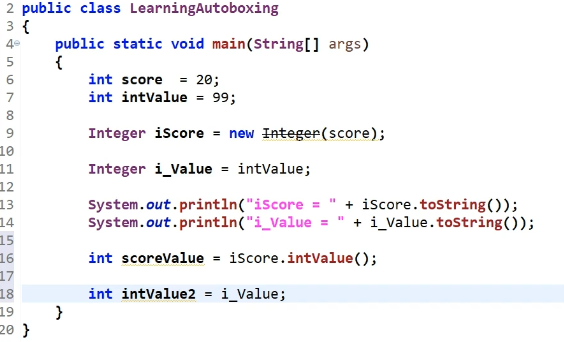 2 public class LearningAutoboxing
3 {
4 public static void main(String[] args)
5 {
6 int score  = 20;
7 int intValue = 99;
8
9 Integer iScore = new Integer(score);
10
11 Integer i_Value = intValue;
12
13 System.out.println("iScore = " + iScore.toString());
14 System.out.println("i_Value = " + i_Value.toString());
15
16 int scoreValue = iScore.intValue();
17
18 int intValue2 = i_Value;
19 }
20 }